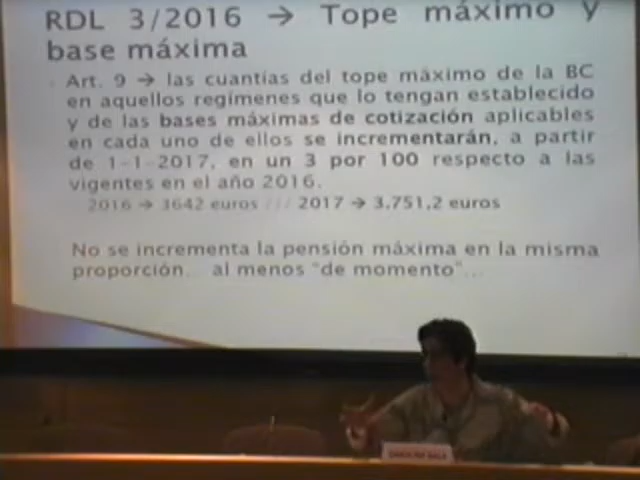 RDL 3/2016 → Tope máximo y
base máxima
Art. 9 → las cuantías del tope máximo de la BC
en aquellos regímenes que lo tengan establecido
y de las bases máximas de cotización aplicables
en cada uno de ellos se incrementarán, a partir
de 1-1-2017, en un 3 por 100 respecto a las
vigentes en el año 2016.
2016 → 3642 euros /// 2017 → 3.751,2 euros
No se incrementa la pensión máxima en la misma
proporción... al menos "de momento"...